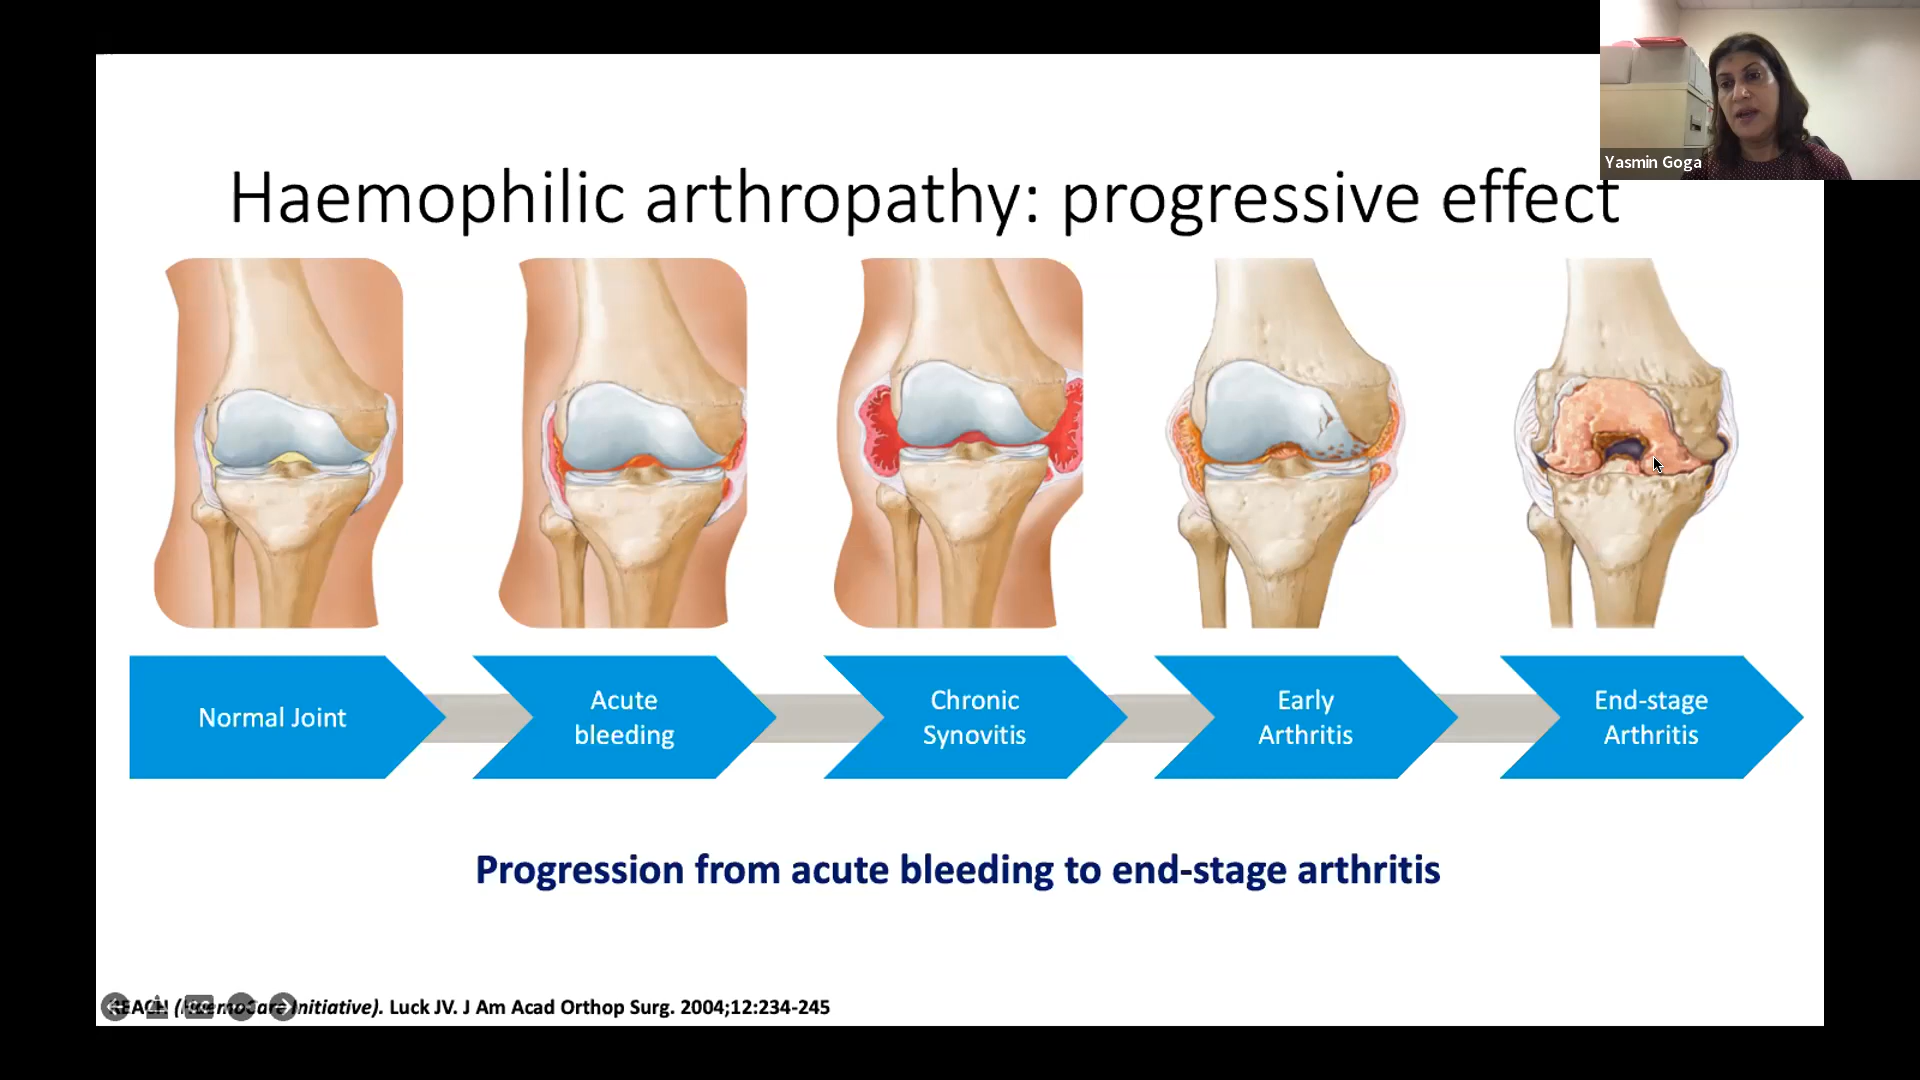 Yasmin Goga
Haemophilic arthropathy: progressive effect
Normal Joint
Acute
bleeding
Chronic
Synovitis
Early
Arthritis
End-stage
Arthritis
Progression from acute bleeding to end-stage arthritis
REACH (HaemoCare Initiative). Luck JV. J Am Acad Orthop Surg. 2004;12:234-245